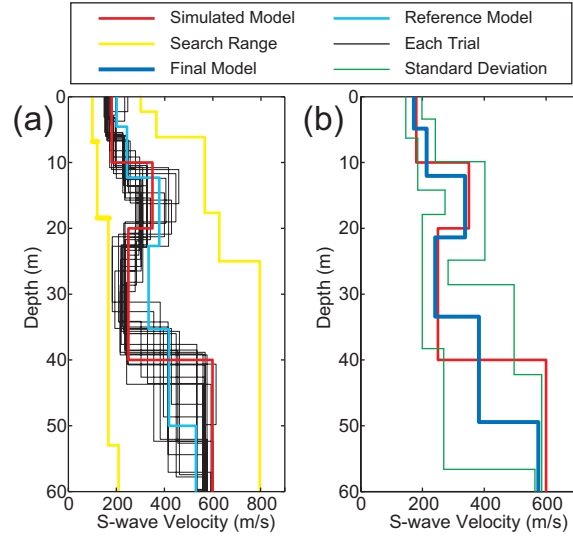 Simulated Model
Reference Model
Search Range
Each Trial
Final Model
Standard Deviation
(a)
0
10
20
30
40
50
60
Depth (m)
0
200
400
600
800
S-wave Velocity (m/s)
(b)
0
10
20
30
40
50
60
Depth (m)
0
200
400
600
S-wave Velocity (m/s)